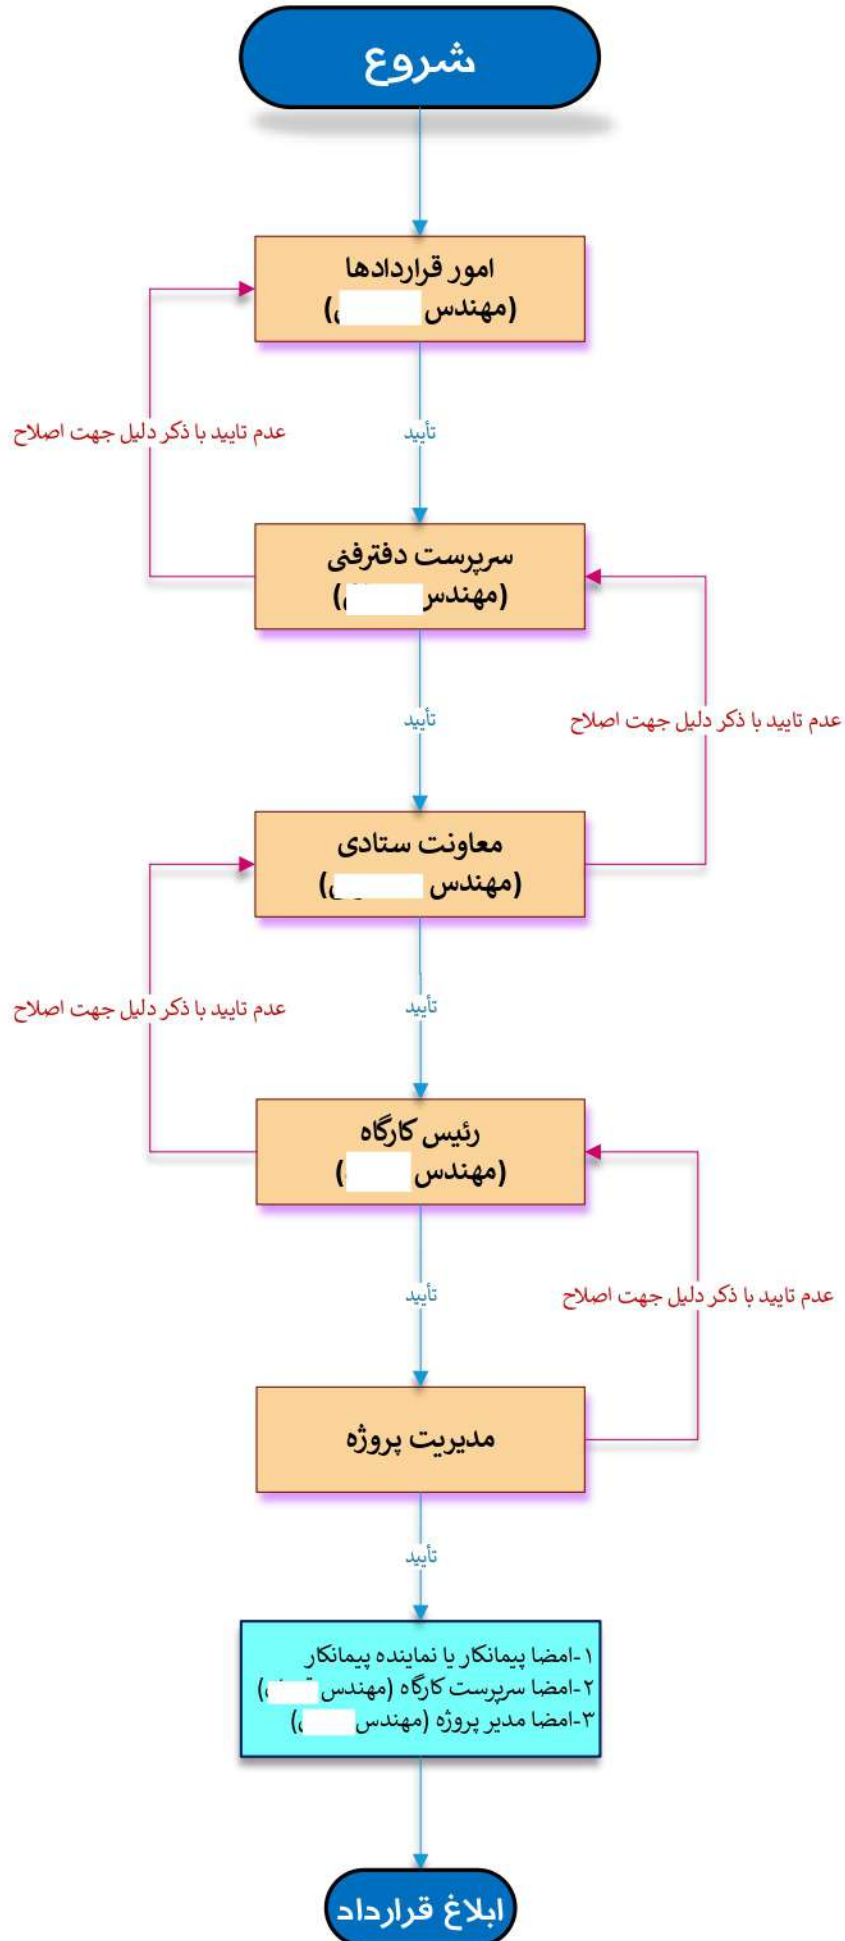 شروع
امور قراردادها
(مهندس )
عدم تایید با ذکر دلیل جهت اصلاح
تأیید
سرپرست دفترفنی
(مهندس )
تأیید
عدم تایید با ذکر دلیل جهت اصلاح
معاونت ستادی
(مهندس )
عدم تایید با ذکر دلیل جهت اصلاح
تأیید
رئیس کارگاه
(مهندس )
تأیید
عدم تایید با ذکر دلیل جهت اصلاح
مدیریت پروژه
تأیید
۱-امضا پیمانکار یا نماینده پیمانکار
۲-امضا سرپرست کارگاه (مهندس )
۳-امضا مدیر پروژه (مهندس )
ابلاغ قرارداد